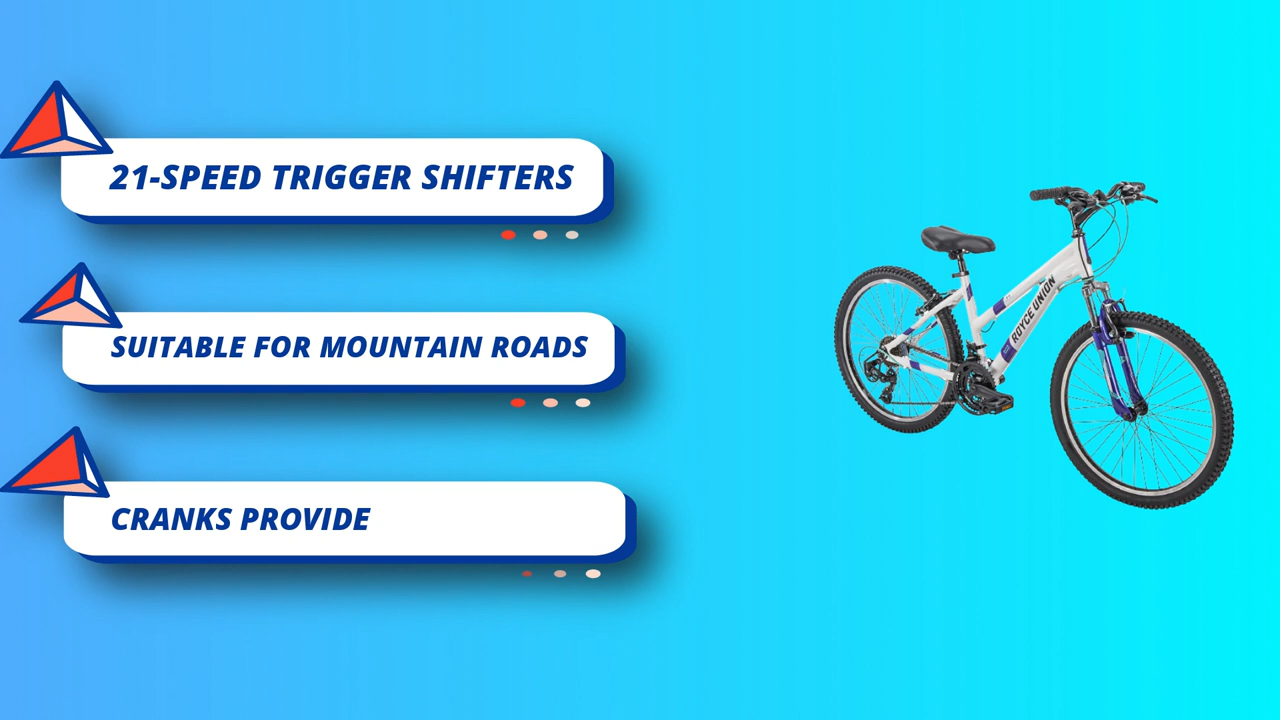 21-SPEED TRIGGER SHIFTERS
SUITABLE FOR MOUNTAIN ROADS
CRANKS PROVIDE
ROYCE UNION